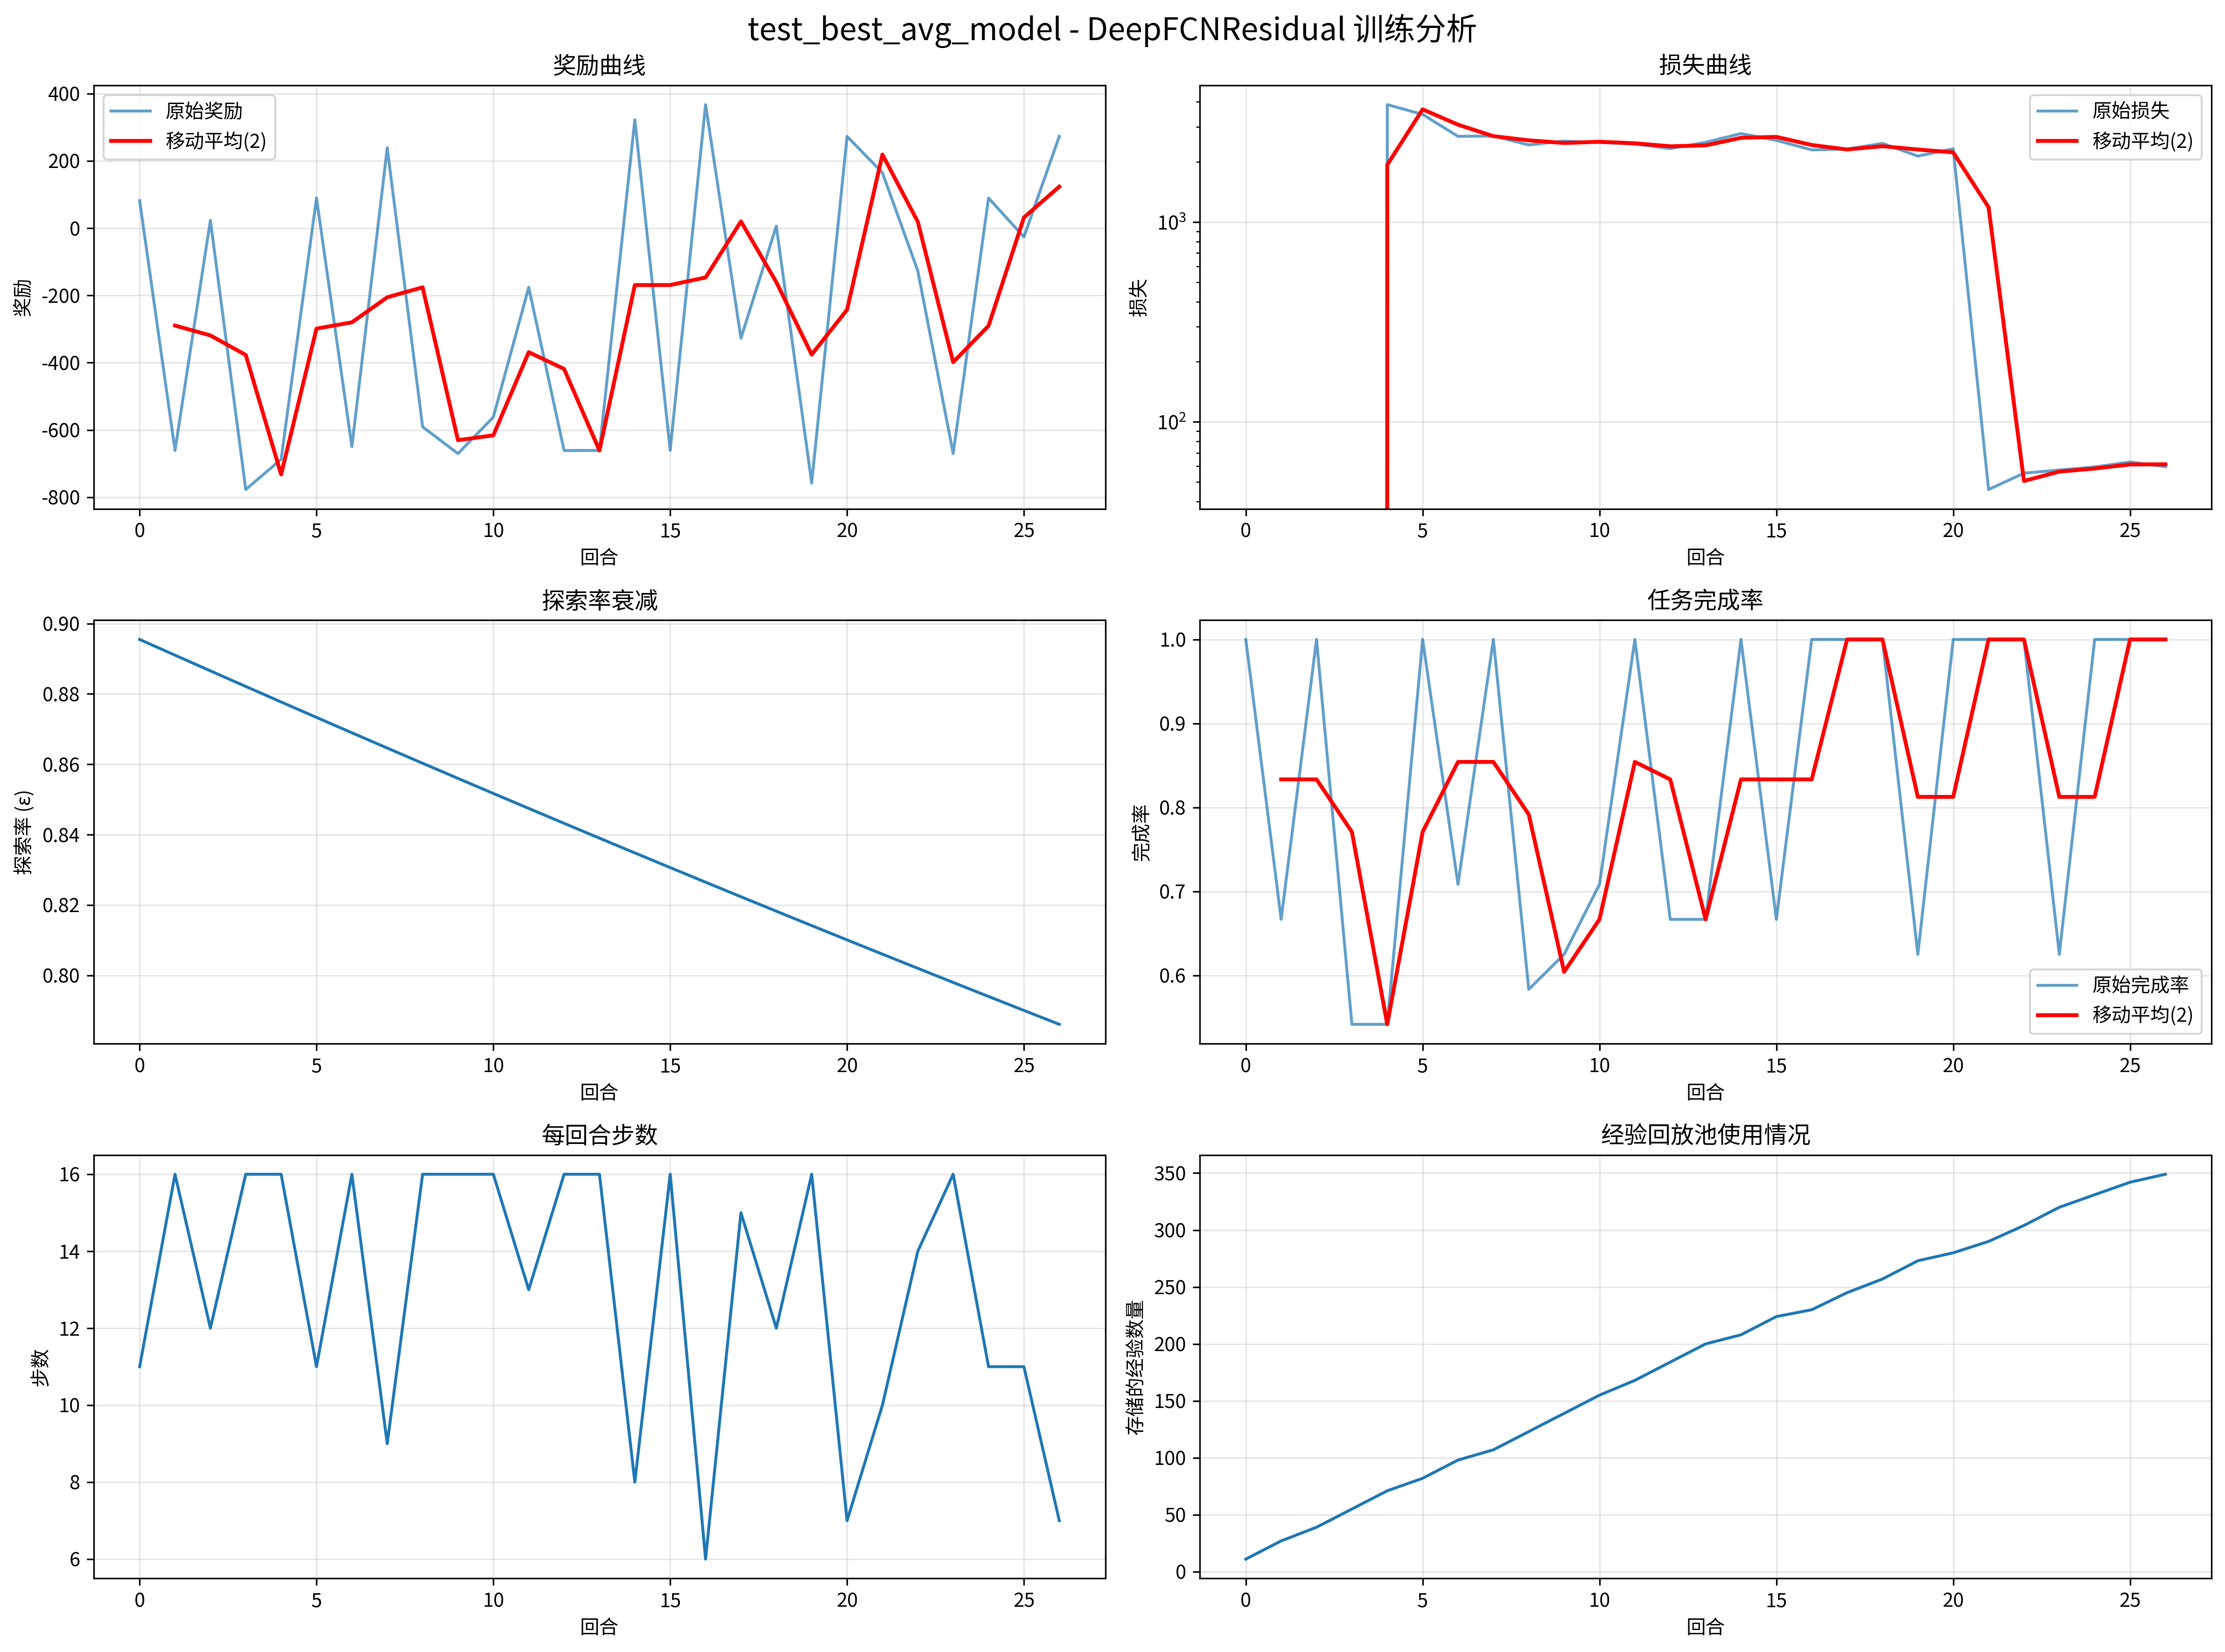 test_best_avg_model - DeepFCNResidual 训练分析
奖励曲线
400
200
0
-200
-400
-600
-800
奖励
原始奖励
移动平均(2)
0 5 10 15 20 25
回合
损失曲线
10³
10²
损失
原始损失
移动平均(2)
0 5 10 15 20 25
回合
探索率衰减
0.90
0.88
0.86
0.84
0.82
0.80
探索率 (ε)
0 5 10 15 20 25
回合
任务完成率
1.0
0.9
0.8
0.7
0.6
完成率
原始完成率
移动平均(2)
0 5 10 15 20 25
回合
每回合步数
16
14
12
10
8
6
步数
0 5 10 15 20 25
回合
经验回放池使用情况
350
300
250
200
150
100
50
0
存储的经验数量
0 5 10 15 20 25
回合